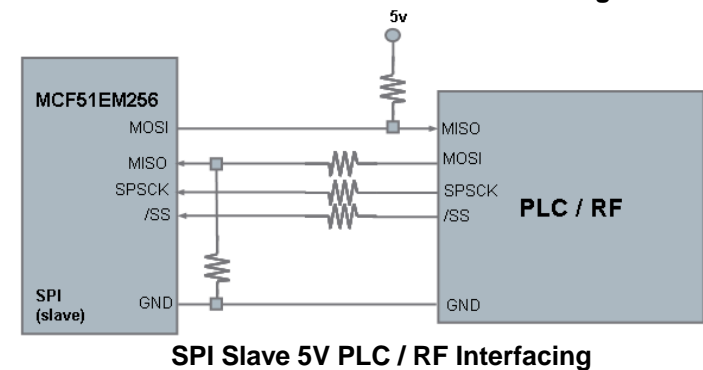 5v
MCF51EM256
MOSI
MISO
SPSCK
/SS
SPI
(slave)
GND
MISO
MOSI
SPSCK
/SS
PLC / RF
GND
SPI Slave 5V PLC / RF Interfacing